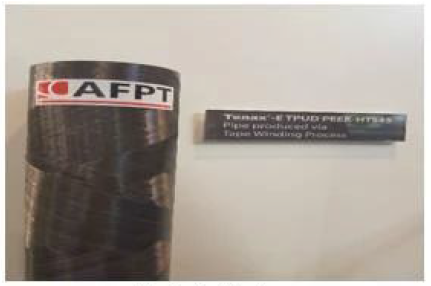 AFPT
Tenax®-E TPUD PEEK-HTS45
Pipe produced via
Tape Winding Process